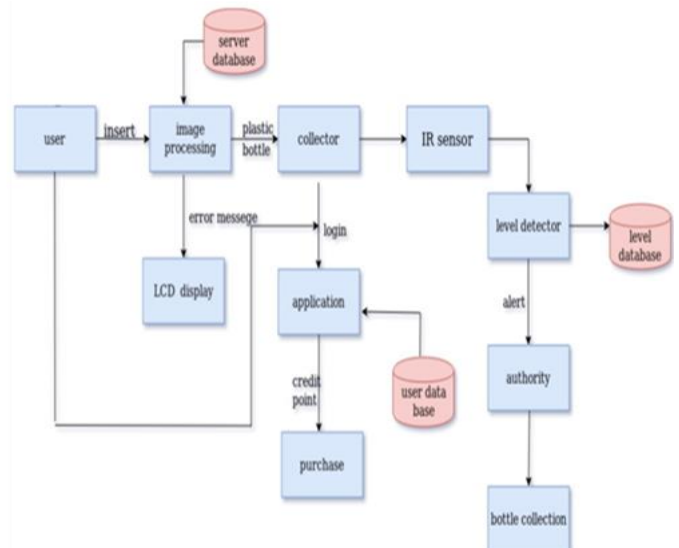 server
database
user
insert
image
processing
plastic
bottle
collector
IR sensor
error messege
login
level detector
level
database
LCD display
application
alert
credit
point
user data
base
authority
purchase
bottle collection